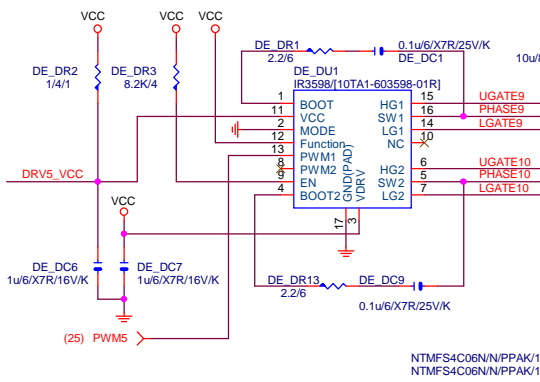 VCC VCC VCC
DE_DR1 0.1u/6/X7R/25V/K
2.2/6 DE_DC1 10u/8
DE_DR2 DE_DR3 DE_DU1
1/4/1 8.2K/4 IR3598/[10TA1-603598-01R]
1 BOOT HG1 15 UGATE9
11 VCC SW1 16 PHASE9
2 MODE LG1 14 LGATE9
12 Function NC 10
13 PWM1
8 PWM2 HG2 6 UGATE10
9 EN SW2 5 PHASE10
4 BOOT2 LG2 7 LGATE10
GND(PAD) VDRV
17 3
DRV5_VCC
VCC
DE_DC6 DE_DC7
1u/6/X7R/16V/K 1u/6/X7R/16V/K
DE_DR13 DE_DC9
2.2/6
0.1u/6/X7R/25V/K
(25) PWM5
NTMFS4C06N/N/PPAK/1
NTMFS4C06N/N/PPAK/1